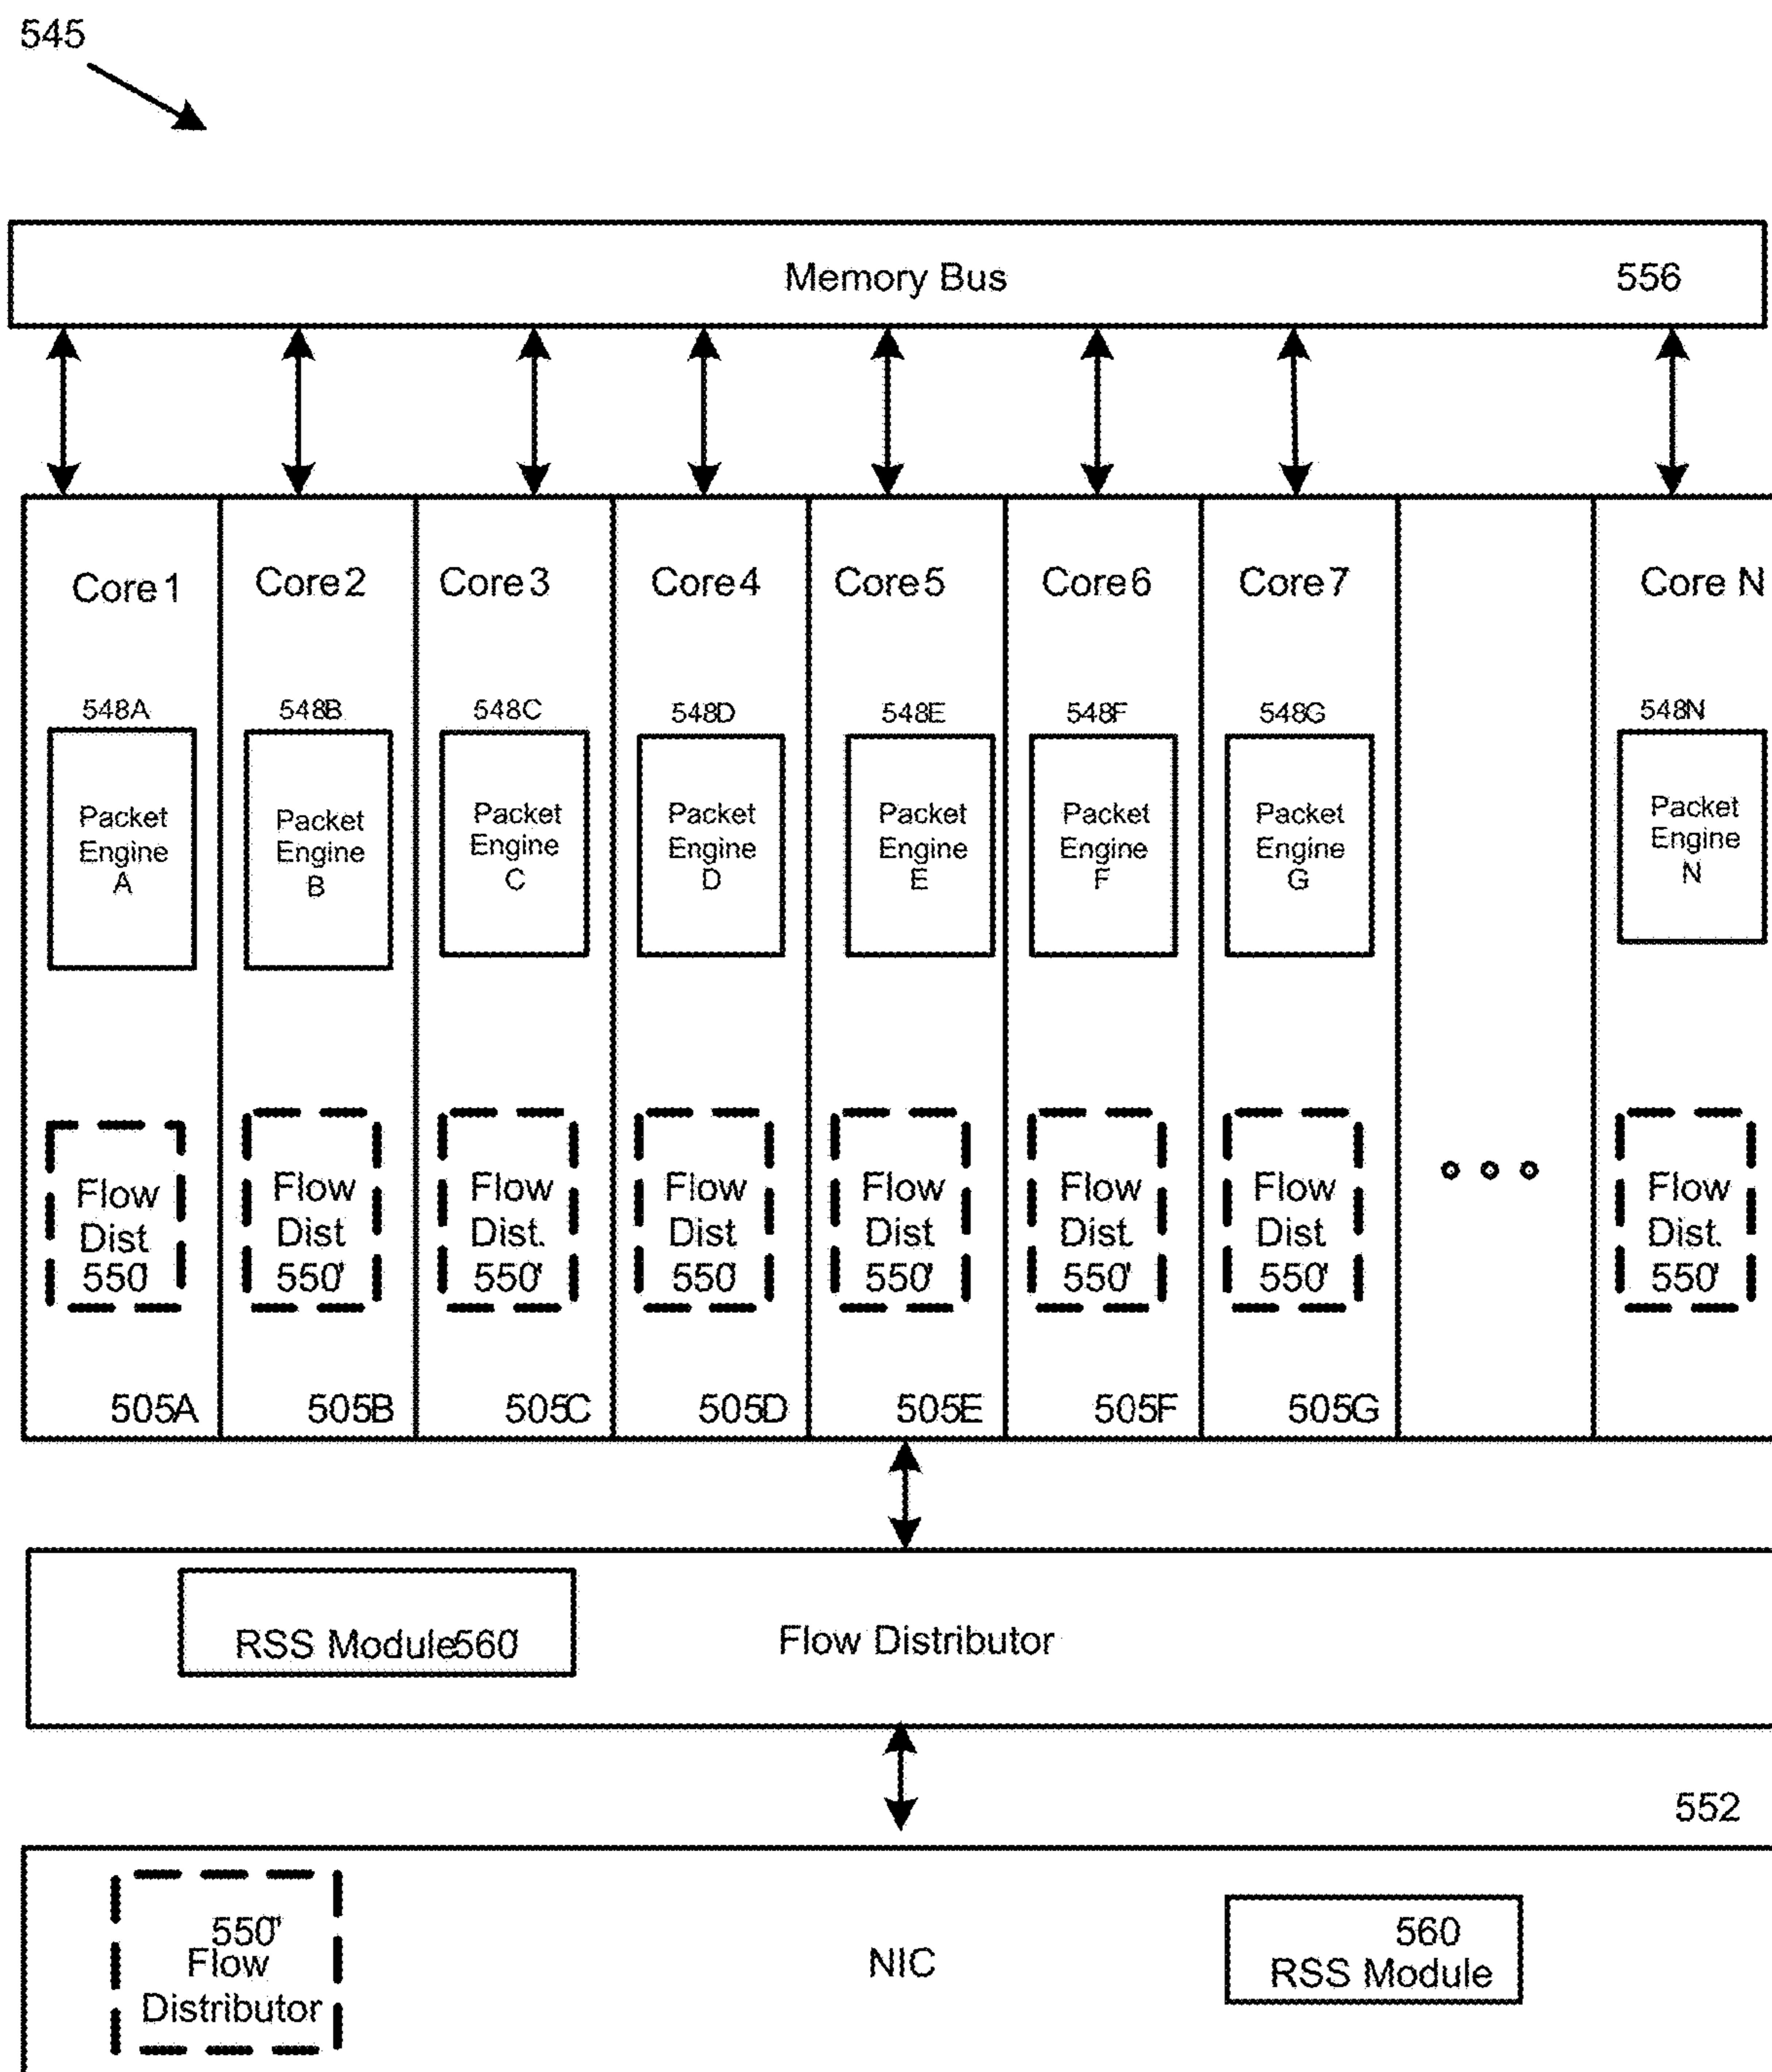 545
Memory Bus 556
Core 1 Core 2 Core 3 Core 4 Core 5 Core 6 Core 7 Core N
548A 548B 548C 548D 548E 548F 548G 548N
Packet Packet Packet Packet Packet Packet Packet Packet
Engine Engine Engine Engine Engine Engine Engine Engine
A B C D E F G N
Flow Flow Flow Flow Flow Flow Flow Flow
Dist. Dist Dist. Dist Dist Dist. Dist Dist.
550' 550' 550' 550' 550' 550' 550' 550'
505A 505B 505C 505D 505E 505F 505G
RSS Module560' Flow Distributor
552
550"
Flow
Distributor
NIC
560
RSS Module